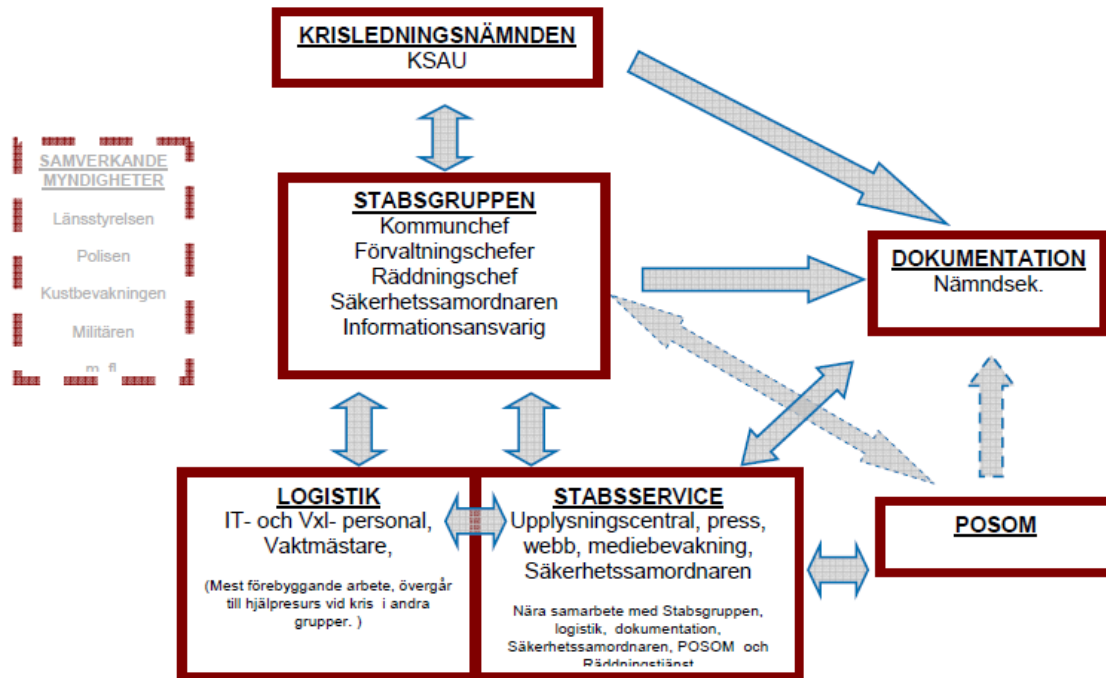 KRISLEDNINGSNÄMNDEN
KSAU
SAMVERKANDE
MYNDIGHETER
Länsstyrelsen
Polisen
Kustbevakningen
Militären
m fl
STABSGRUPPEN
Kommunchef
Förvaltningschefer
Räddningschef
Säkerhetssamordnaren
Informationsansvarig
DOKUMENTATION
Nämndsek.
LOGISTIK
IT- och Vxl- personal,
Vaktmästare,
(Mest förebyggande arbete, övergår
till hjälpresurs vid kris i andra
grupper. )
STABSSERVICE
Upplysningscentral, press,
webb, mediebevakning,
Säkerhetssamordnaren
Nära samarbete med Stabsgruppen,
logistik, dokumentation,
Säkerhetssamordnaren, POSOM och
Räddningstjänst
POSOM